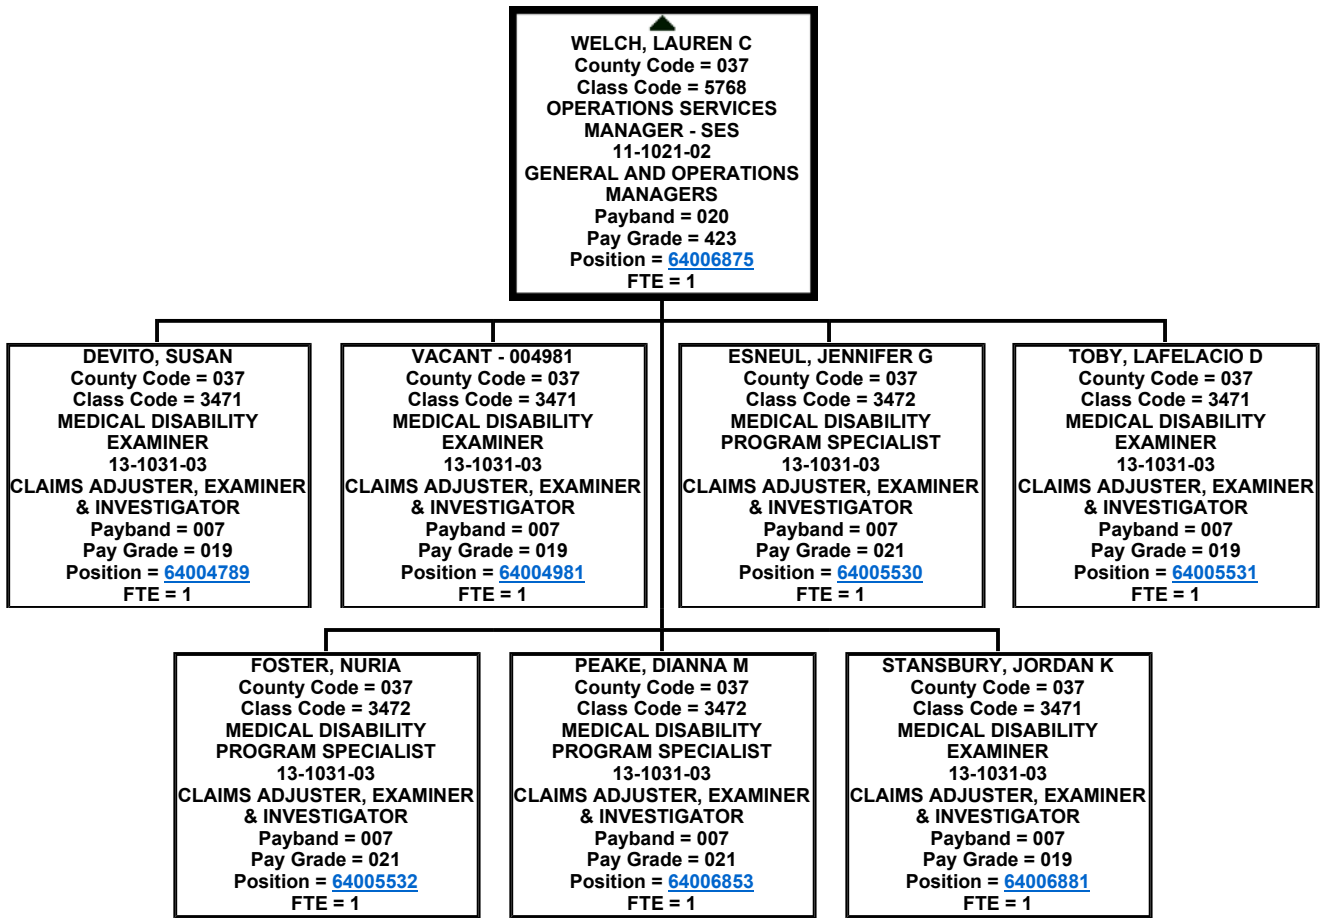 WELCH, LAUREN C
County Code = 037
Class Code = 5768
OPERATIONS SERVICES
MANAGER - SES
11-1021-02
GENERAL AND OPERATIONS
MANAGERS
Payband = 020
Pay Grade = 423
Position = 64006875
FTE = 1
DEVITO, SUSAN
County Code = 037
Class Code = 3471
MEDICAL DISABILITY
EXAMINER
13-1031-03
CLAIMS ADJUSTER, EXAMINER
& INVESTIGATOR
Payband = 007
Pay Grade = 019
Position = 64004789
FTE = 1
VACANT - 004981
County Code = 037
Class Code = 3471
MEDICAL DISABILITY
EXAMINER
13-1031-03
CLAIMS ADJUSTER, EXAMINER
& INVESTIGATOR
Payband = 007
Pay Grade = 019
Position = 64004981
FTE = 1
ESNEUL, JENNIFER G
County Code = 037
Class Code = 3472
MEDICAL DISABILITY
PROGRAM SPECIALIST
13-1031-03
CLAIMS ADJUSTER, EXAMINER
& INVESTIGATOR
Payband = 007
Pay Grade = 021
Position = 64005530
FTE = 1
TOBY, LAFELACIO D
County Code = 037
Class Code = 3471
MEDICAL DISABILITY
EXAMINER
13-1031-03
CLAIMS ADJUSTER, EXAMINER
& INVESTIGATOR
Payband = 007
Pay Grade = 019
Position = 64005531
FTE = 1
FOSTER, NURIA
County Code = 037
Class Code = 3472
MEDICAL DISABILITY
PROGRAM SPECIALIST
13-1031-03
CLAIMS ADJUSTER, EXAMINER
& INVESTIGATOR
Payband = 007
Pay Grade = 021
Position = 64005532
FTE = 1
PEAKE, DIANNA M
County Code = 037
Class Code = 3472
MEDICAL DISABILITY
PROGRAM SPECIALIST
13-1031-03
CLAIMS ADJUSTER, EXAMINER
& INVESTIGATOR
Payband = 007
Pay Grade = 021
Position = 64006853
FTE = 1
STANSBURY, JORDAN K
County Code = 037
Class Code = 3471
MEDICAL DISABILITY
EXAMINER
13-1031-03
CLAIMS ADJUSTER, EXAMINER
& INVESTIGATOR
Payband = 007
Pay Grade = 019
Position = 64006881
FTE = 1